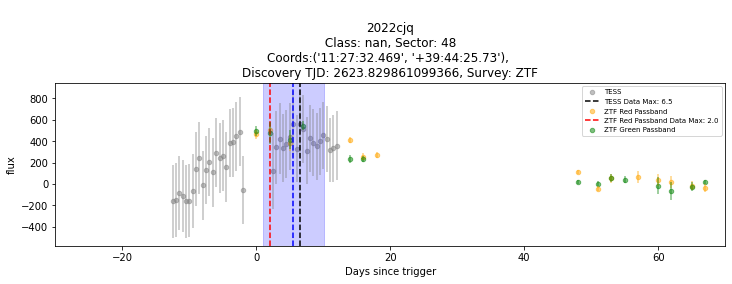 2022cjq
Class: nan, Sector: 48
Coords:('11:27:32.469', '+39:44:25.73'),
Discovery TJD: 2623.829861099366, Survey: ZTF
TESS
TESS Data Max: 6.5
ZTF Red Passband
ZTF Red Passband Data Max: 2.0
ZTF Green Passband
flux
800
600
400
200
0
−200
−400
−20
0
20
40
60
Days since trigger